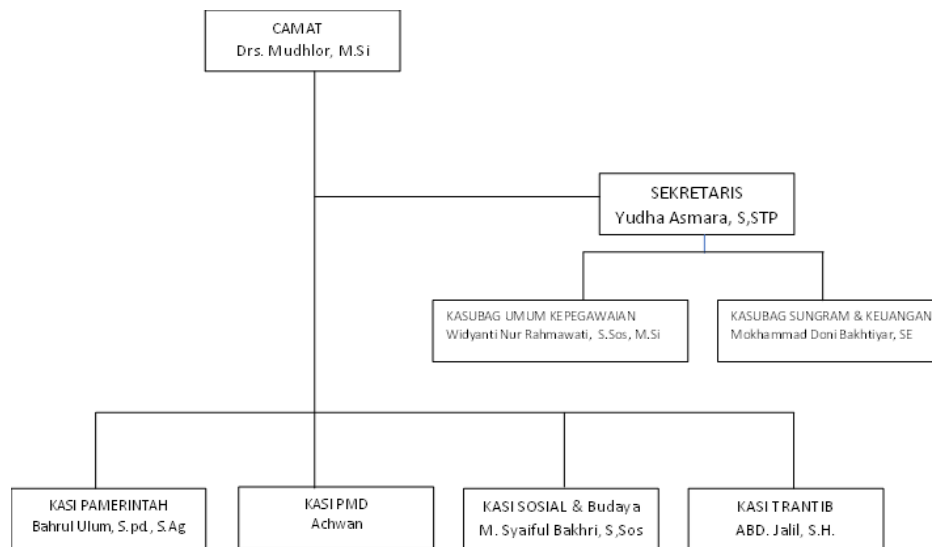 CAMAT
Drs. Mudhlor, M.Si
SEKRETARIS
Yudha Asmara, S,STP
KASUBAG UMUM KEPEGAWAIAN
Widyanti Nur Rahmawati, S.Sos, M.Si
KASUBAG SUNGRAM & KEUANGAN
Mokhammad Doni Bakhtiyar, SE
KASI PAMERINTAH
Bahrul Ulum, S.pd., S.Ag
KASI PMD
Achwan
KASI SOSIAL & Budaya
M. Syaiful Bakhri, S,Sos
KASI TRANTIB
ABD. Jalil, S.H.